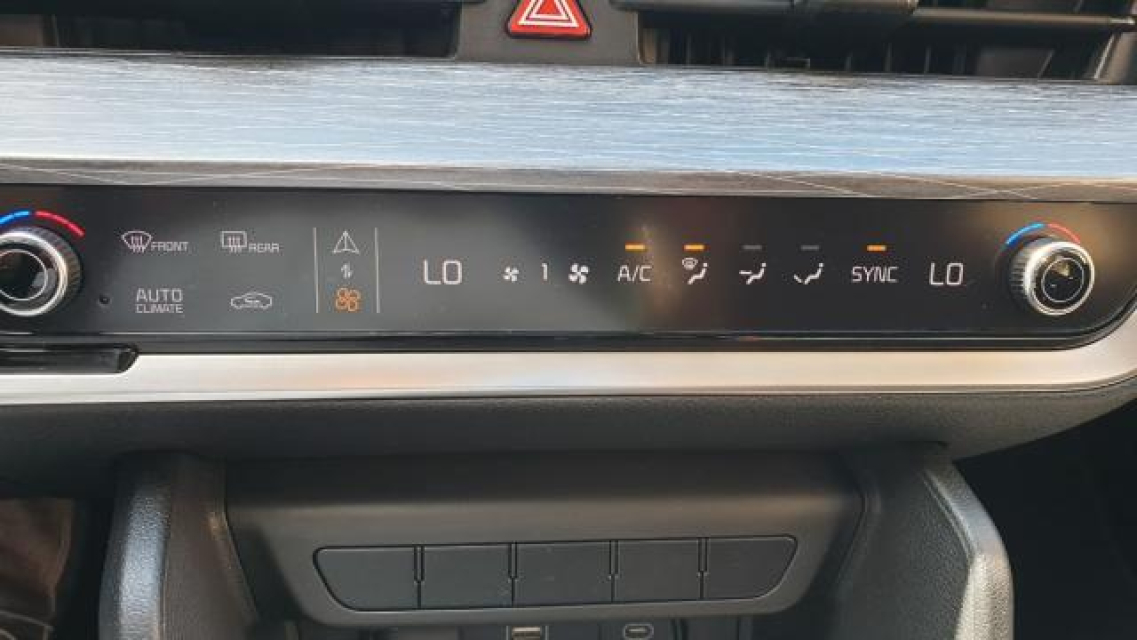 FRONT REAR
LO 1 A/C SYNC LO
AUTO
CLIMATE